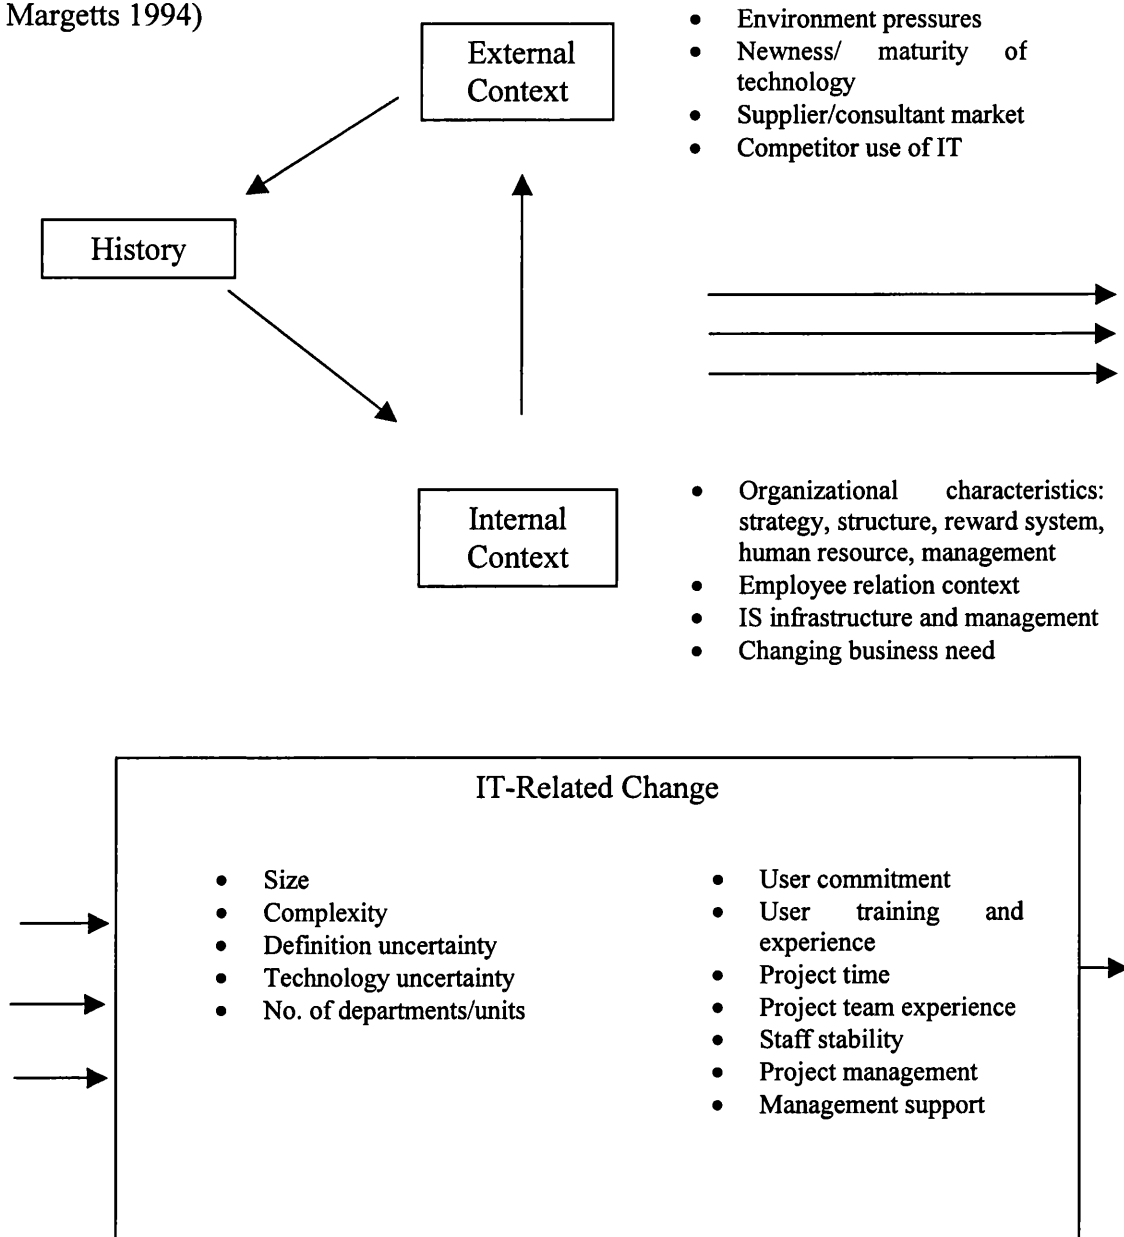 Margetts 1994)
External
Context
• Environment pressures
• Newness/ maturity of
technology
• Supplier/consultant market
• Competitor use of IT
History
Internal
Context
• Organizational characteristics:
strategy, structure, reward system,
human resource, management
• Employee relation context
• IS infrastructure and management
• Changing business need
IT-Related Change
• Size
• Complexity
• Definition uncertainty
• Technology uncertainty
• No. of departments/units
• User commitment
• User training and
experience
• Project time
• Project team experience
• Staff stability
• Project management
• Management support